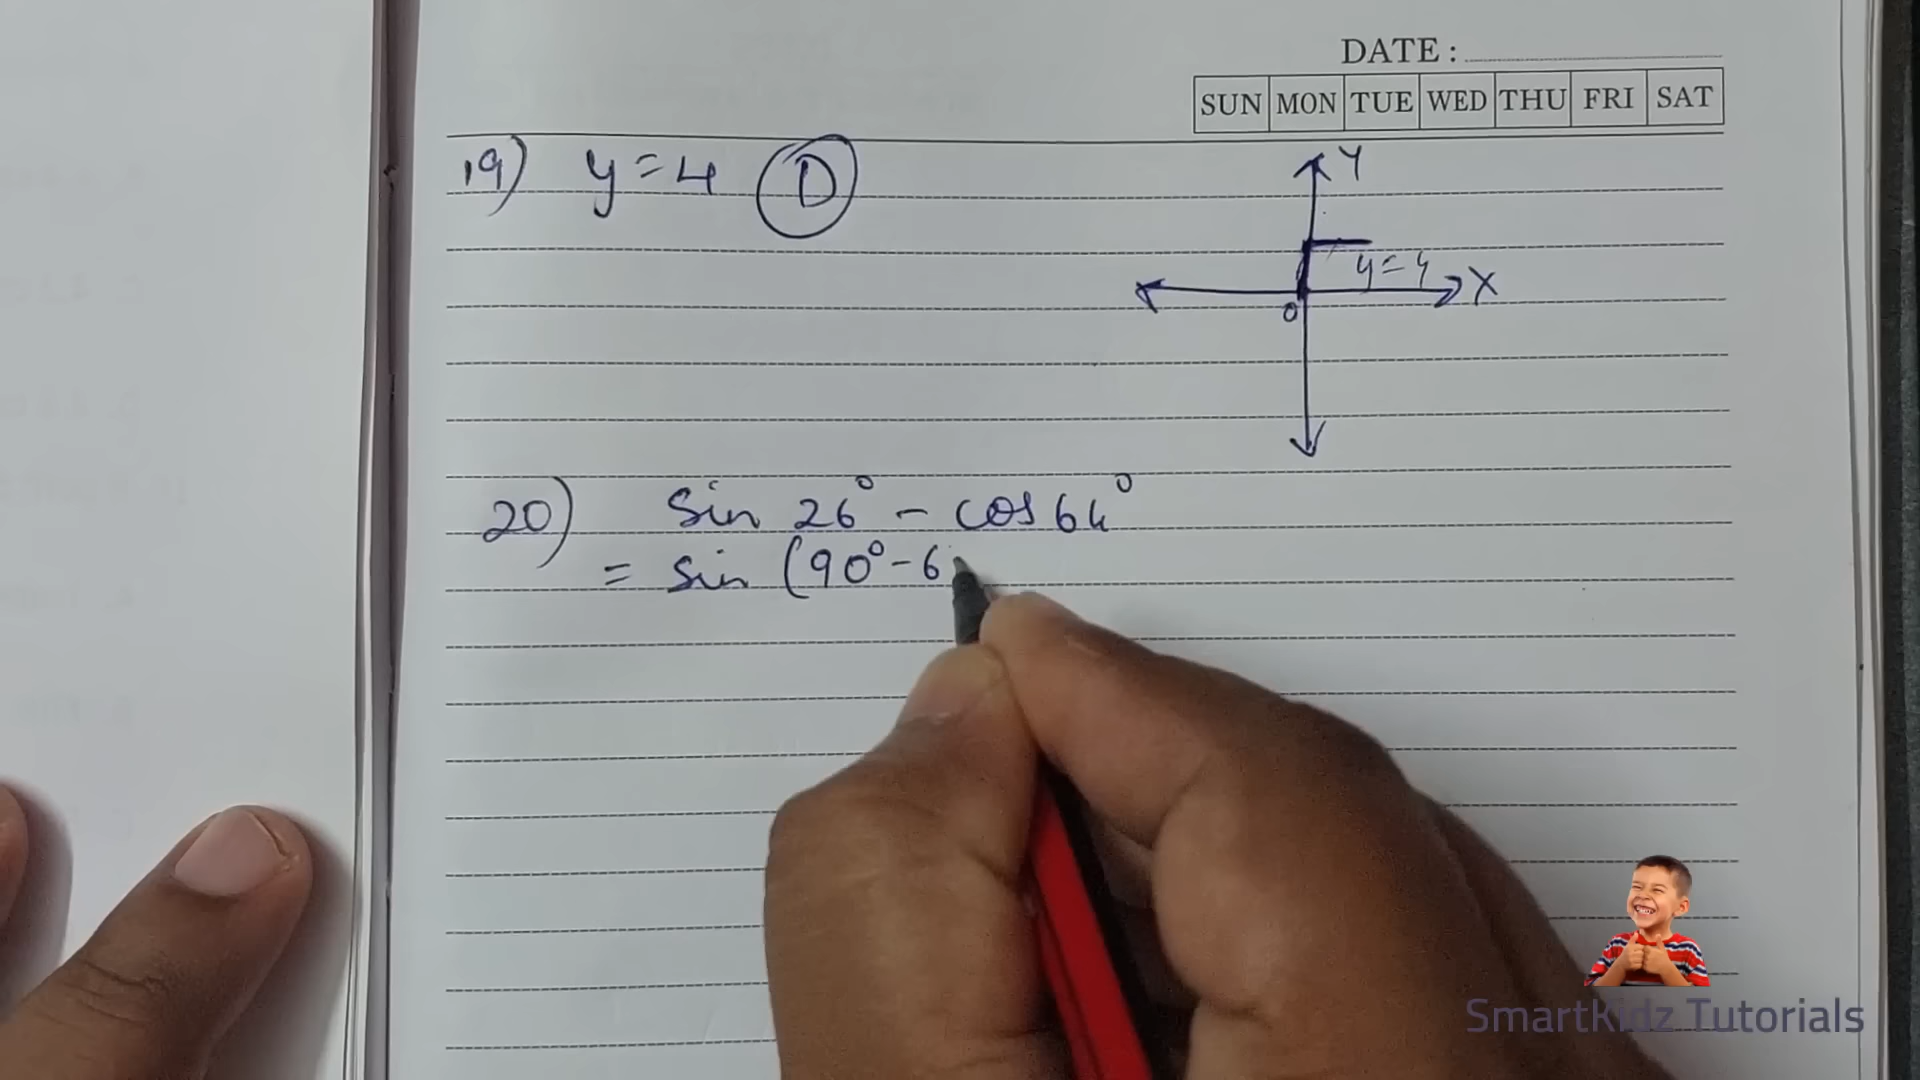 DATE :
SUN MON TUE WED THU FRI SAT
19) y = 4 D
Y
y = 4
X
0
20) Sin 26° - cos 64°
= sin (90° - 6
SmartKidz Tutorials